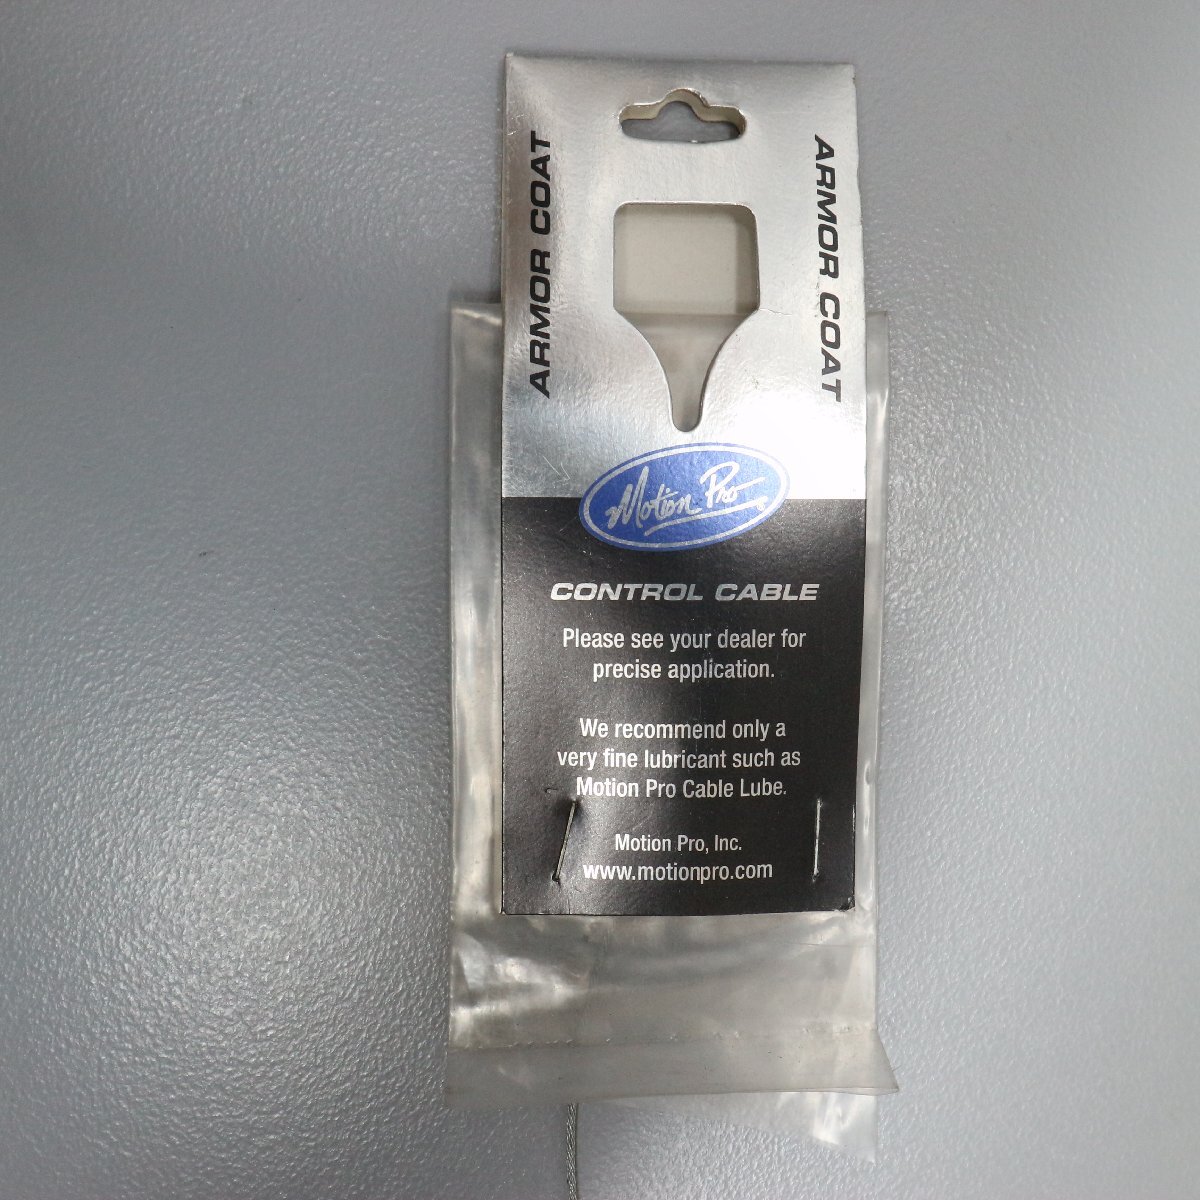 ARMOR COAT
ARMOR COAT
Motion Pro®
CONTROL CABLE
Please see your dealer for
precise application.
We recommend only a
very fine lubricant such as
Motion Pro Cable Lube.
Motion Pro, Inc.
www.motionpro.com